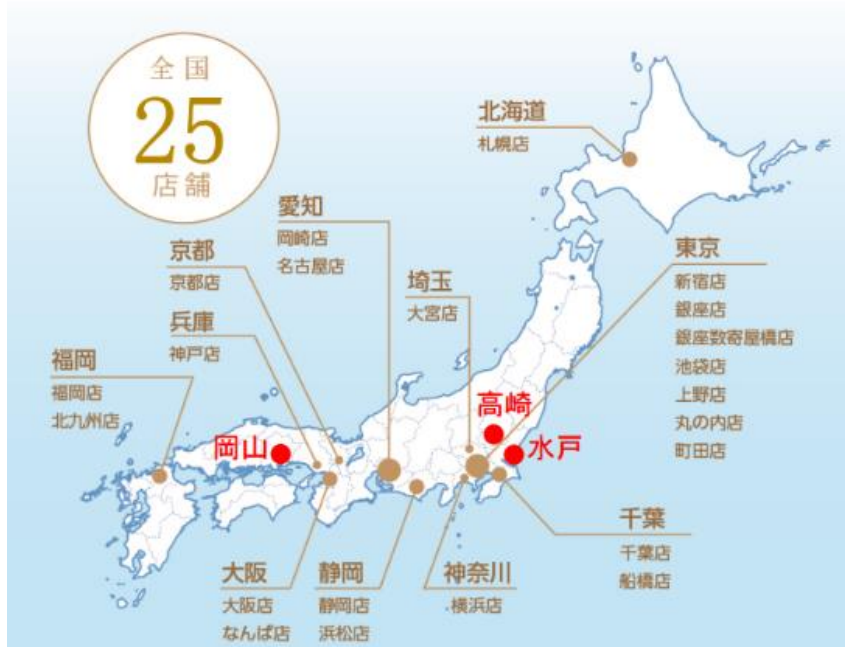 全国
25
店舗
北海道
札幌店
愛知
岡崎店
名古屋店
京都
京都店
埼玉
大宮店
東京
新宿店
銀座店
銀座数寄屋橋店
池袋店
上野店
丸の内店
町田店
兵庫
神戸店
福岡
福岡店
北九州店
高崎
岡山
水戸
千葉
千葉店
船橋店
大阪
大阪店
なんば店
静岡
静岡店
浜松店
神奈川
横浜店